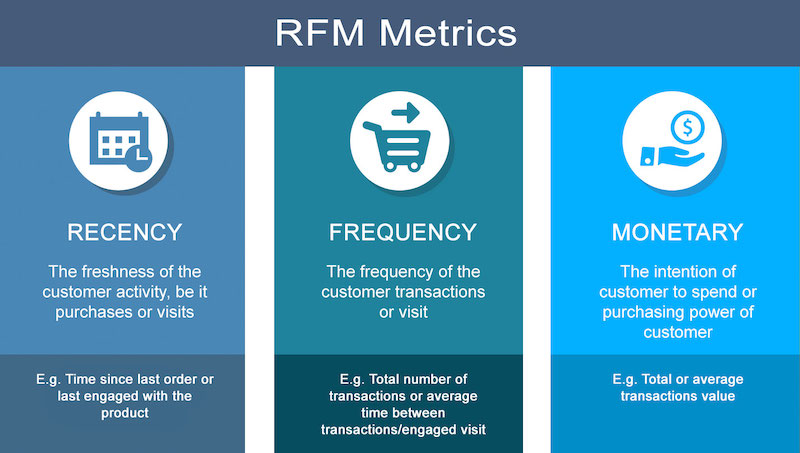 RFM Metrics
RECENCY
The freshness of the
customer activity, be it
purchases or visits
E.g. Time since last order or
last engaged with the
product
FREQUENCY
The frequency of the
customer transactions
or visit
E.g. Total number of
transactions or average
time between
transactions/engaged visit
$
MONETARY
The intention of
customer to spend or
purchasing power of
customer
E.g. Total or average
transactions value